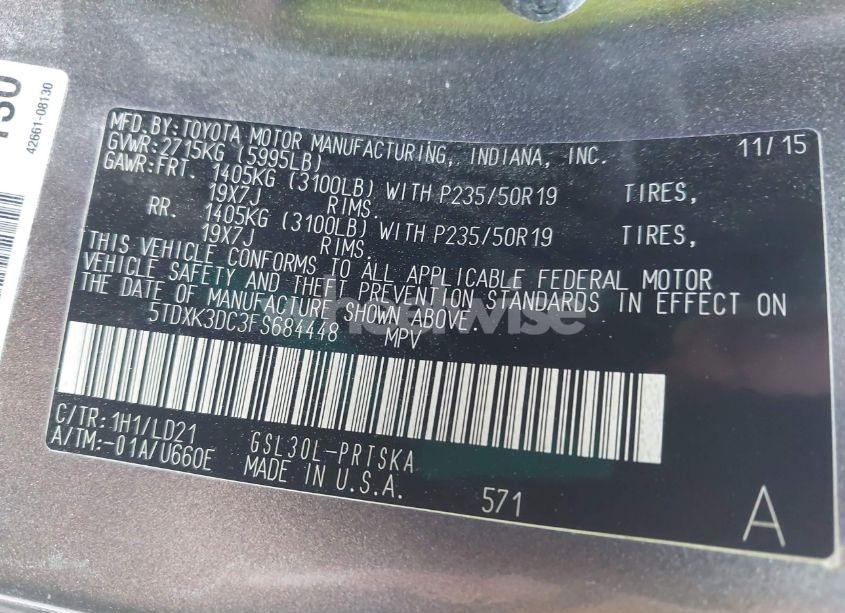 42661-08130
MFD.BY:TOYOTA MOTOR MANUFACTURING, INDIANA, INC. 11/15
GVWR:2715KG (5995LB)
GAWR:FRT. 1405KG (3100LB) WITH P235/50R19 TIRES,
19X7J RIMS.
RR. 1405KG (3100LB) WITH P235/50R19 TIRES,
19X7J RIMS.
THIS VEHICLE CONFORMS TO ALL APPLICABLE FEDERAL MOTOR
VEHICLE SAFETY AND THEFT PREVENTION STANDARDS IN EFFECT ON
THE DATE OF MANUFACTURE SHOWN ABOVE.
5TDXK3DC3FS684448 MPV
C/TR:1H1/LD21 GSL30L-PRTSKA
A/TM:-01A/U660E MADE IN U.S.A. 571 A